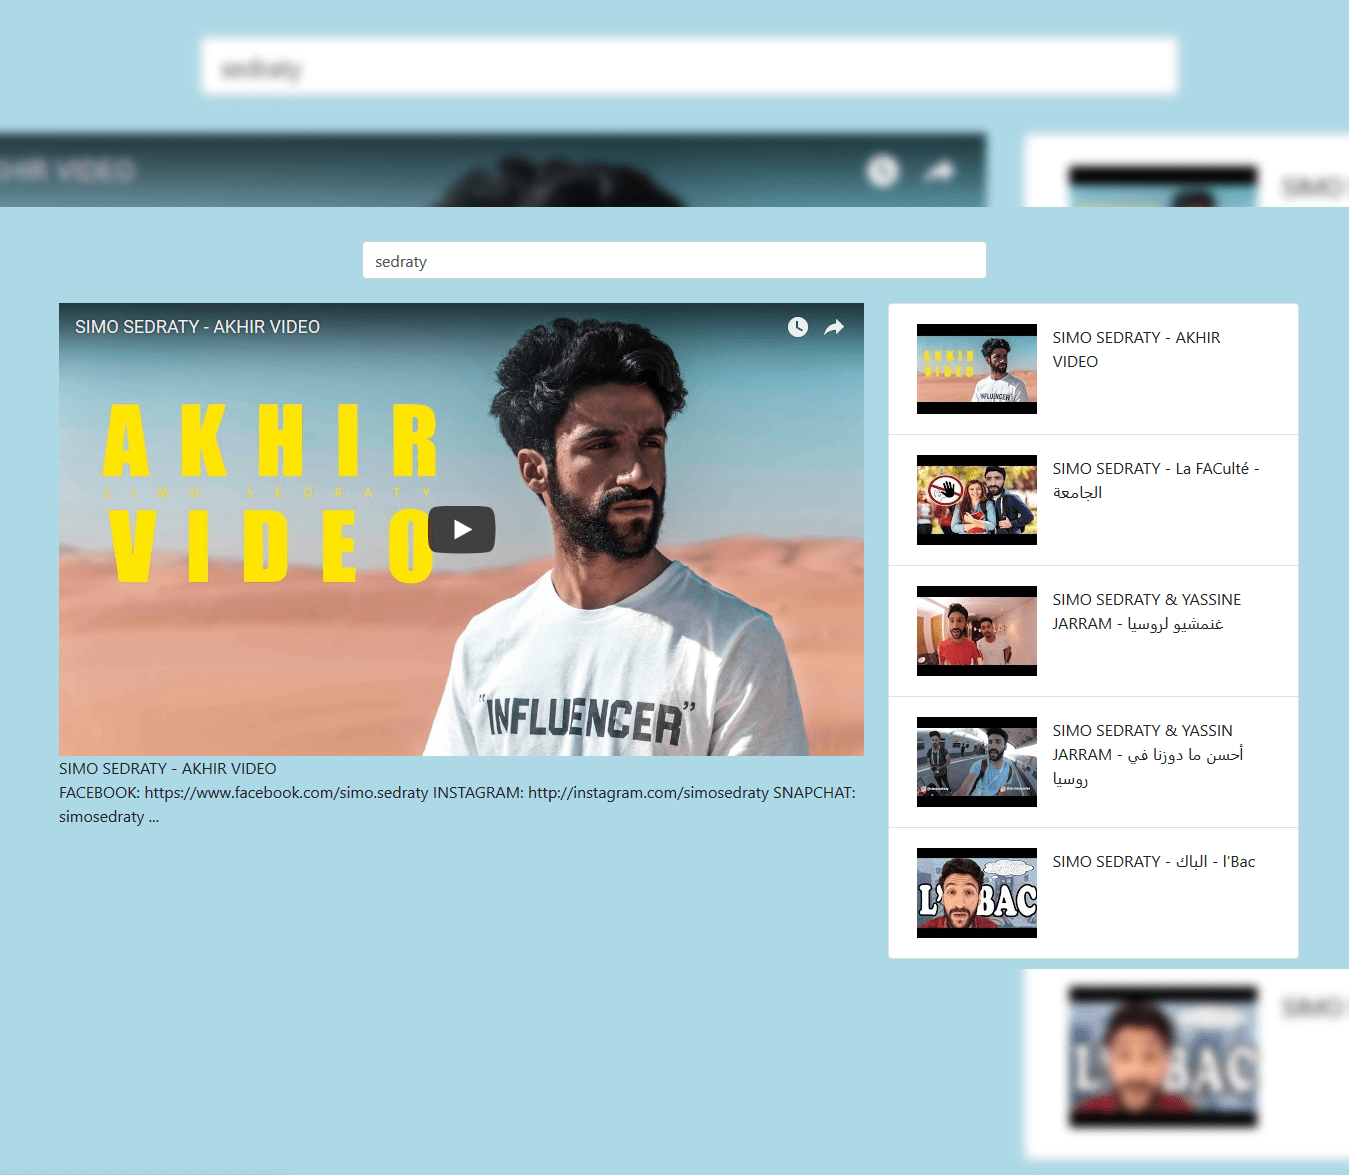 sedraty
HIR VIDEO
SIMO
sedraty
SIMO SEDRATY - AKHIR VIDEO
AKHIR
SIMO SEDRATY
VIDEO
"INFLUENCER"
SIMO SEDRATY - AKHIR VIDEO
FACEBOOK: https://www.facebook.com/simo.sedraty INSTAGRAM: http://instagram.com/simosedraty SNAPCHAT:
simosedraty ...
AKHIR
VIDEO
INFLUENCER
SIMO SEDRATY - AKHIR
VIDEO
SIMO SEDRATY - La FACulté -
الجامعة
SIMO SEDRATY & YASSINE
JARRAM - غنمشيو لروسيا
SIMO SEDRATY & YASSIN
JARRAM - أحسن ما دوزنا في
روسيا
L'BAC
SIMO SEDRATY - الباك - l'Bac
SIMO
L'BAC